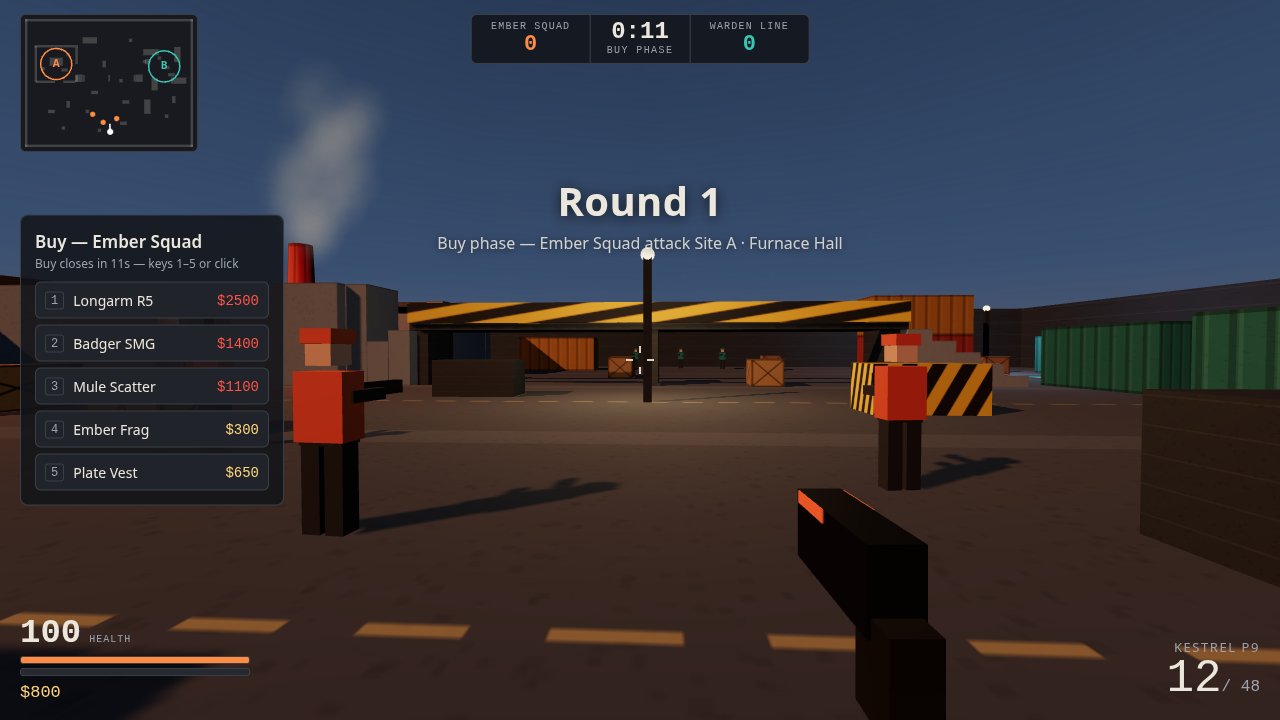 A
B
EMBER SQUAD
0
0:11
BUY PHASE
WARDEN LINE
0
Round 1
Buy phase — Ember Squad attack Site A · Furnace Hall
Buy — Ember Squad
Buy closes in 11s — keys 1–5 or click
1 Longarm R5 $2500
2 Badger SMG $1400
3 Mule Scatter $1100
4 Ember Frag $300
5 Plate Vest $650
100 HEALTH
$800
KESTREL P9
12 / 48